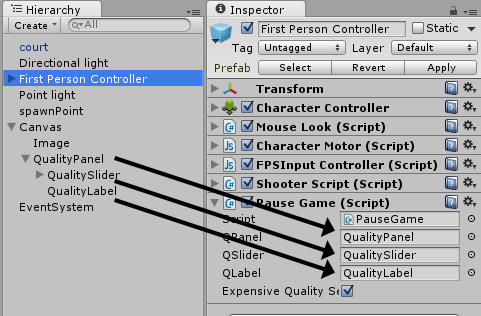 Hierarchy
Create
All
court
Directional light
First Person Controller
Point light
spawnPoint
Canvas
Image
QualityPanel
QualitySlider
QualityLabel
EventSystem
Inspector
First Person Controller Static
Tag Untagged Layer Default
Prefab Select Revert Apply
Transform
Character Controller
Mouse Look (Script)
Character Motor (Script)
FPSInput Controller (Script)
Shooter Script (Script)
Pause Game (Script)
Script PauseGame
QPanel QualityPanel
QSlider QualitySlider
QLabel QualityLabel
Expensive Quality Se